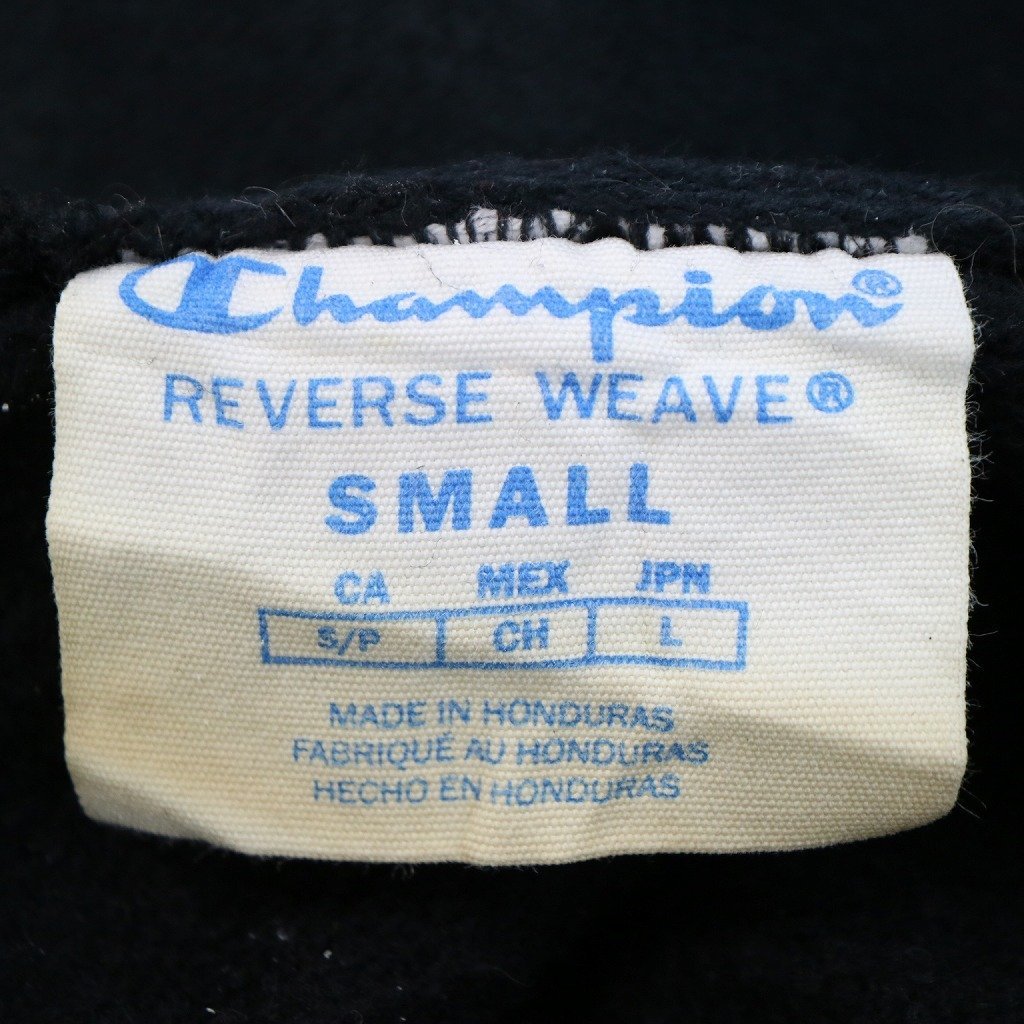 Champion®
REVERSE WEAVE®
SMALL
CA MEX JPN
S/P CH L
MADE IN HONDURAS
FABRIQUÉ AU HONDURAS
HECHO EN HONDURAS